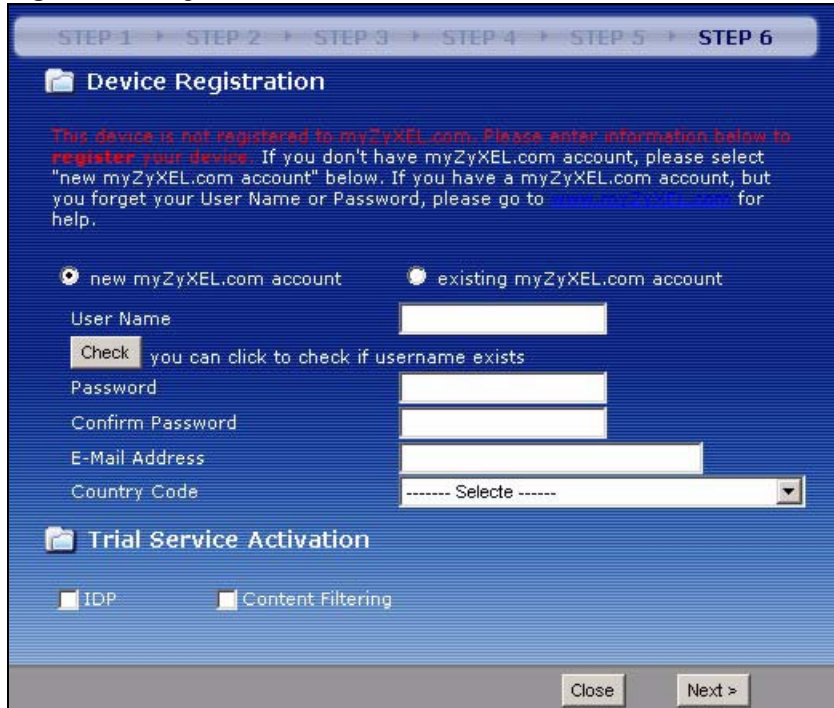 STEP 1 STEP 2 STEP 3 STEP 4 STEP 5 STEP 6
Device Registration
This device is not registered to myZyXEL.com. Please enter information below to
register your device. If you don't have myZyXEL.com account, please select
"new myZyXEL.com account" below. If you have a myZyXEL.com account, but
you forget your User Name or Password, please go to www.myZyXEL.com for
help.
new myZyXEL.com account existing myZyXEL.com account
User Name
Check you can click to check if username exists
Password
Confirm Password
E-Mail Address
Country Code ------- Selecte ------
Trial Service Activation
IDP Content Filtering
Close Next >